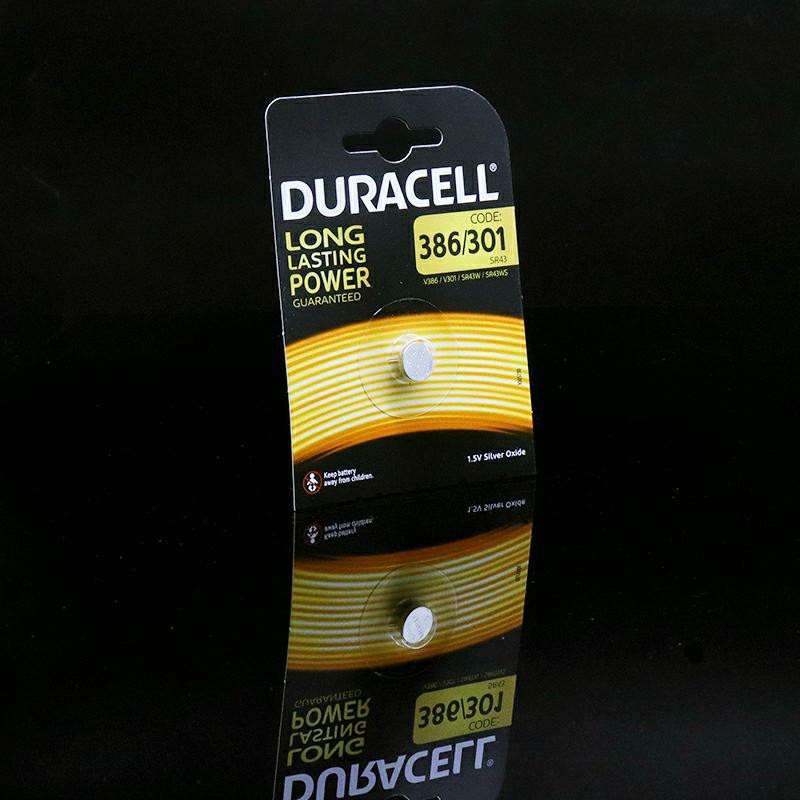 DURACELL®
LONG
LASTING
POWER
GUARANTEED
CODE:
386/301
SR43
V386 / V301 / SR43W / SR43WS
1.5V Silver Oxide
Keep battery
away from children.